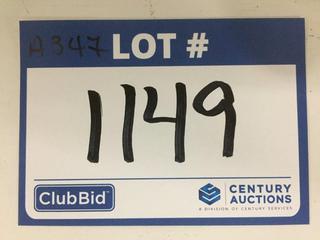 A347 LOT #
1149
ClubBid
CENTURY
AUCTIONS
A DIVISION OF CENTURY SERVICES